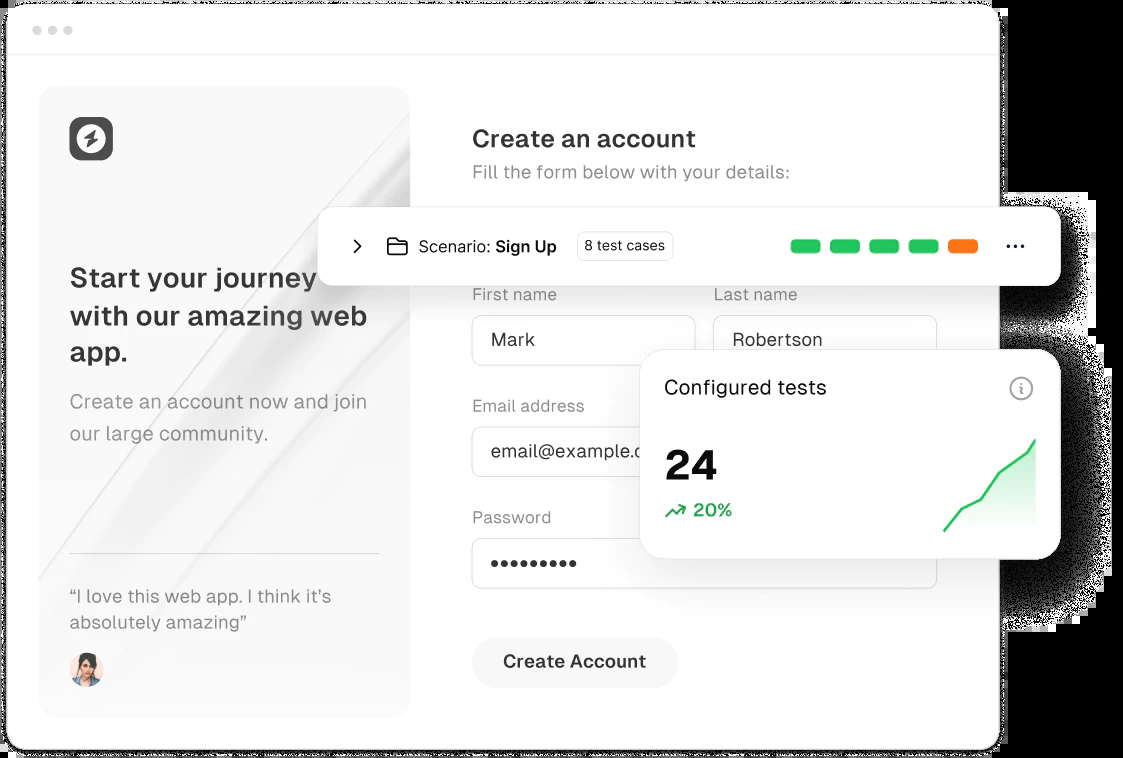 Create an account
Fill the form below with your details:
Scenario: Sign Up
8 test cases
Start your journey
with our amazing web
app.
Create an account now and join
our large community.
“I love this web app. I think it’s
absolutely amazing”
First name
Last name
Mark
Robertson
Email address
email@example.c
Password
Configured tests
24
20%
Create Account